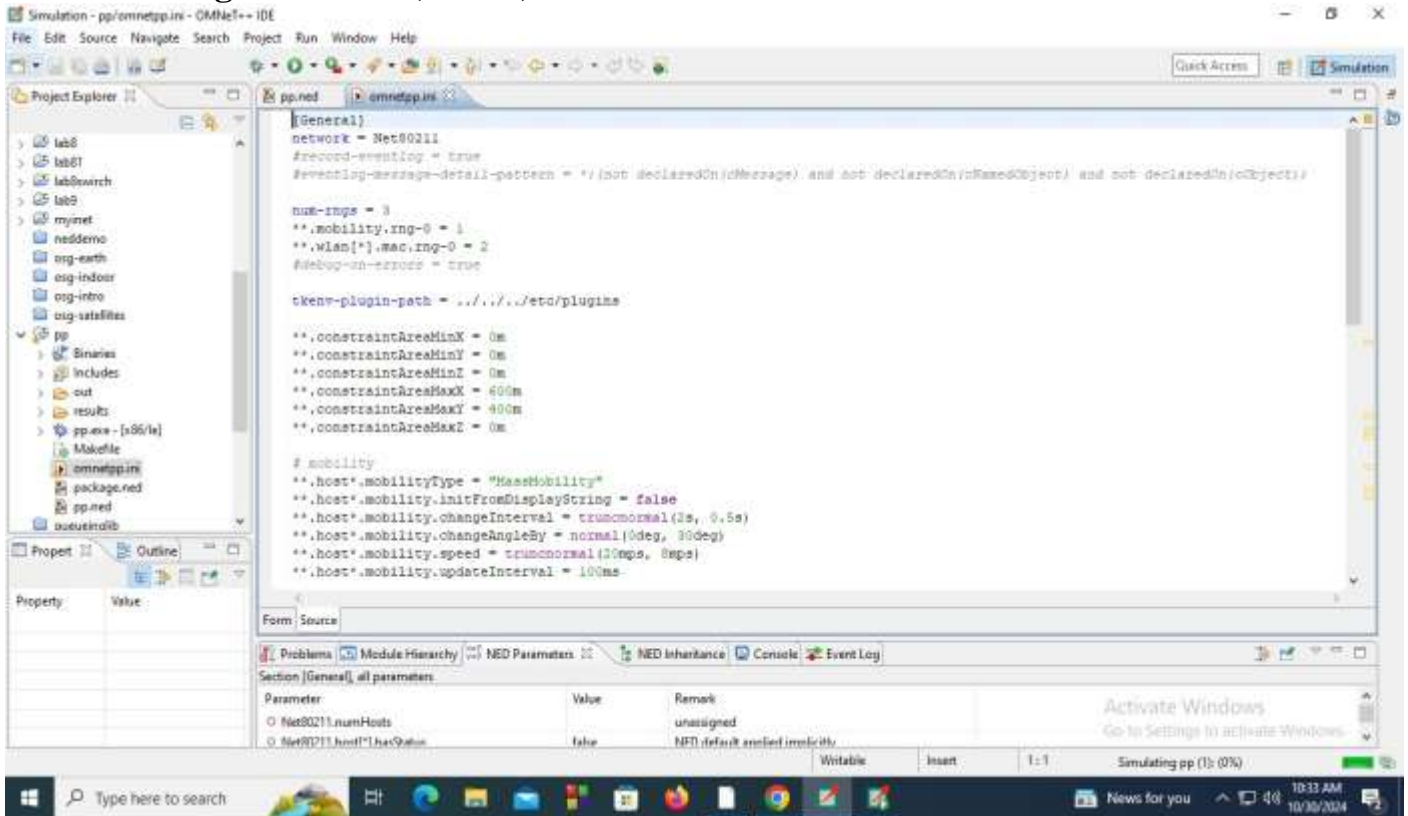 Simulation - pp/omnetpp.ini - OMNeT++ IDE
File Edit Source Navigate Search Project Run Window Help
Quick Access Simulation
Project Explorer
pp.ned omnetpp.ini
lab8
lab81
lab8swirch
lab9
myinet
neddemo
osg-earth
osg-indoor
osg-intro
osg-satellites
pp
Binaries
Includes
out
results
pp.exe - [x86/le]
Makefile
omnetpp.ini
package.ned
pp.ned
queueinglib
[General]
network = Net80211
#record-eventlog = true
#eventlog-message-detail-pattern = *:(not declaredOn(cMessage) and not declaredOn(cNamedObject) and not declaredOn(cObject))
num-rngs = 3
**.mobility.rng-0 = 1
**.wlan[*].mac.rng-0 = 2
#debug-on-errors = true
tkenv-plugin-path = ../../../etc/plugins
**.constraintAreaMinX = 0m
**.constraintAreaMinY = 0m
**.constraintAreaMinZ = 0m
**.constraintAreaMaxX = 600m
**.constraintAreaMaxY = 400m
**.constraintAreaMaxZ = 0m
# mobility
**.host*.mobilityType = "MassMobility"
**.host*.mobility.initFromDisplayString = false
**.host*.mobility.changeInterval = truncnormal(2s, 0.5s)
**.host*.mobility.changeAngleBy = normal(0deg, 30deg)
**.host*.mobility.speed = truncnormal(20mps, 8mps)
**.host*.mobility.updateInterval = 100ms
Form Source
Propert Outline
Property Value
Problems Module Hierarchy NED Parameters NED Inheritance Console Event Log
Section [General], all parameters
Parameter Value Remark
Net80211.numHosts unassigned
Net80211.host[*].hasStatus false NED default applied implicitly
Activate Windows
Go to Settings to activate Windows.
Writable Insert 1:1 Simulating pp (1): (0%)
Type here to search
News for you
10:33 AM
10/30/2024